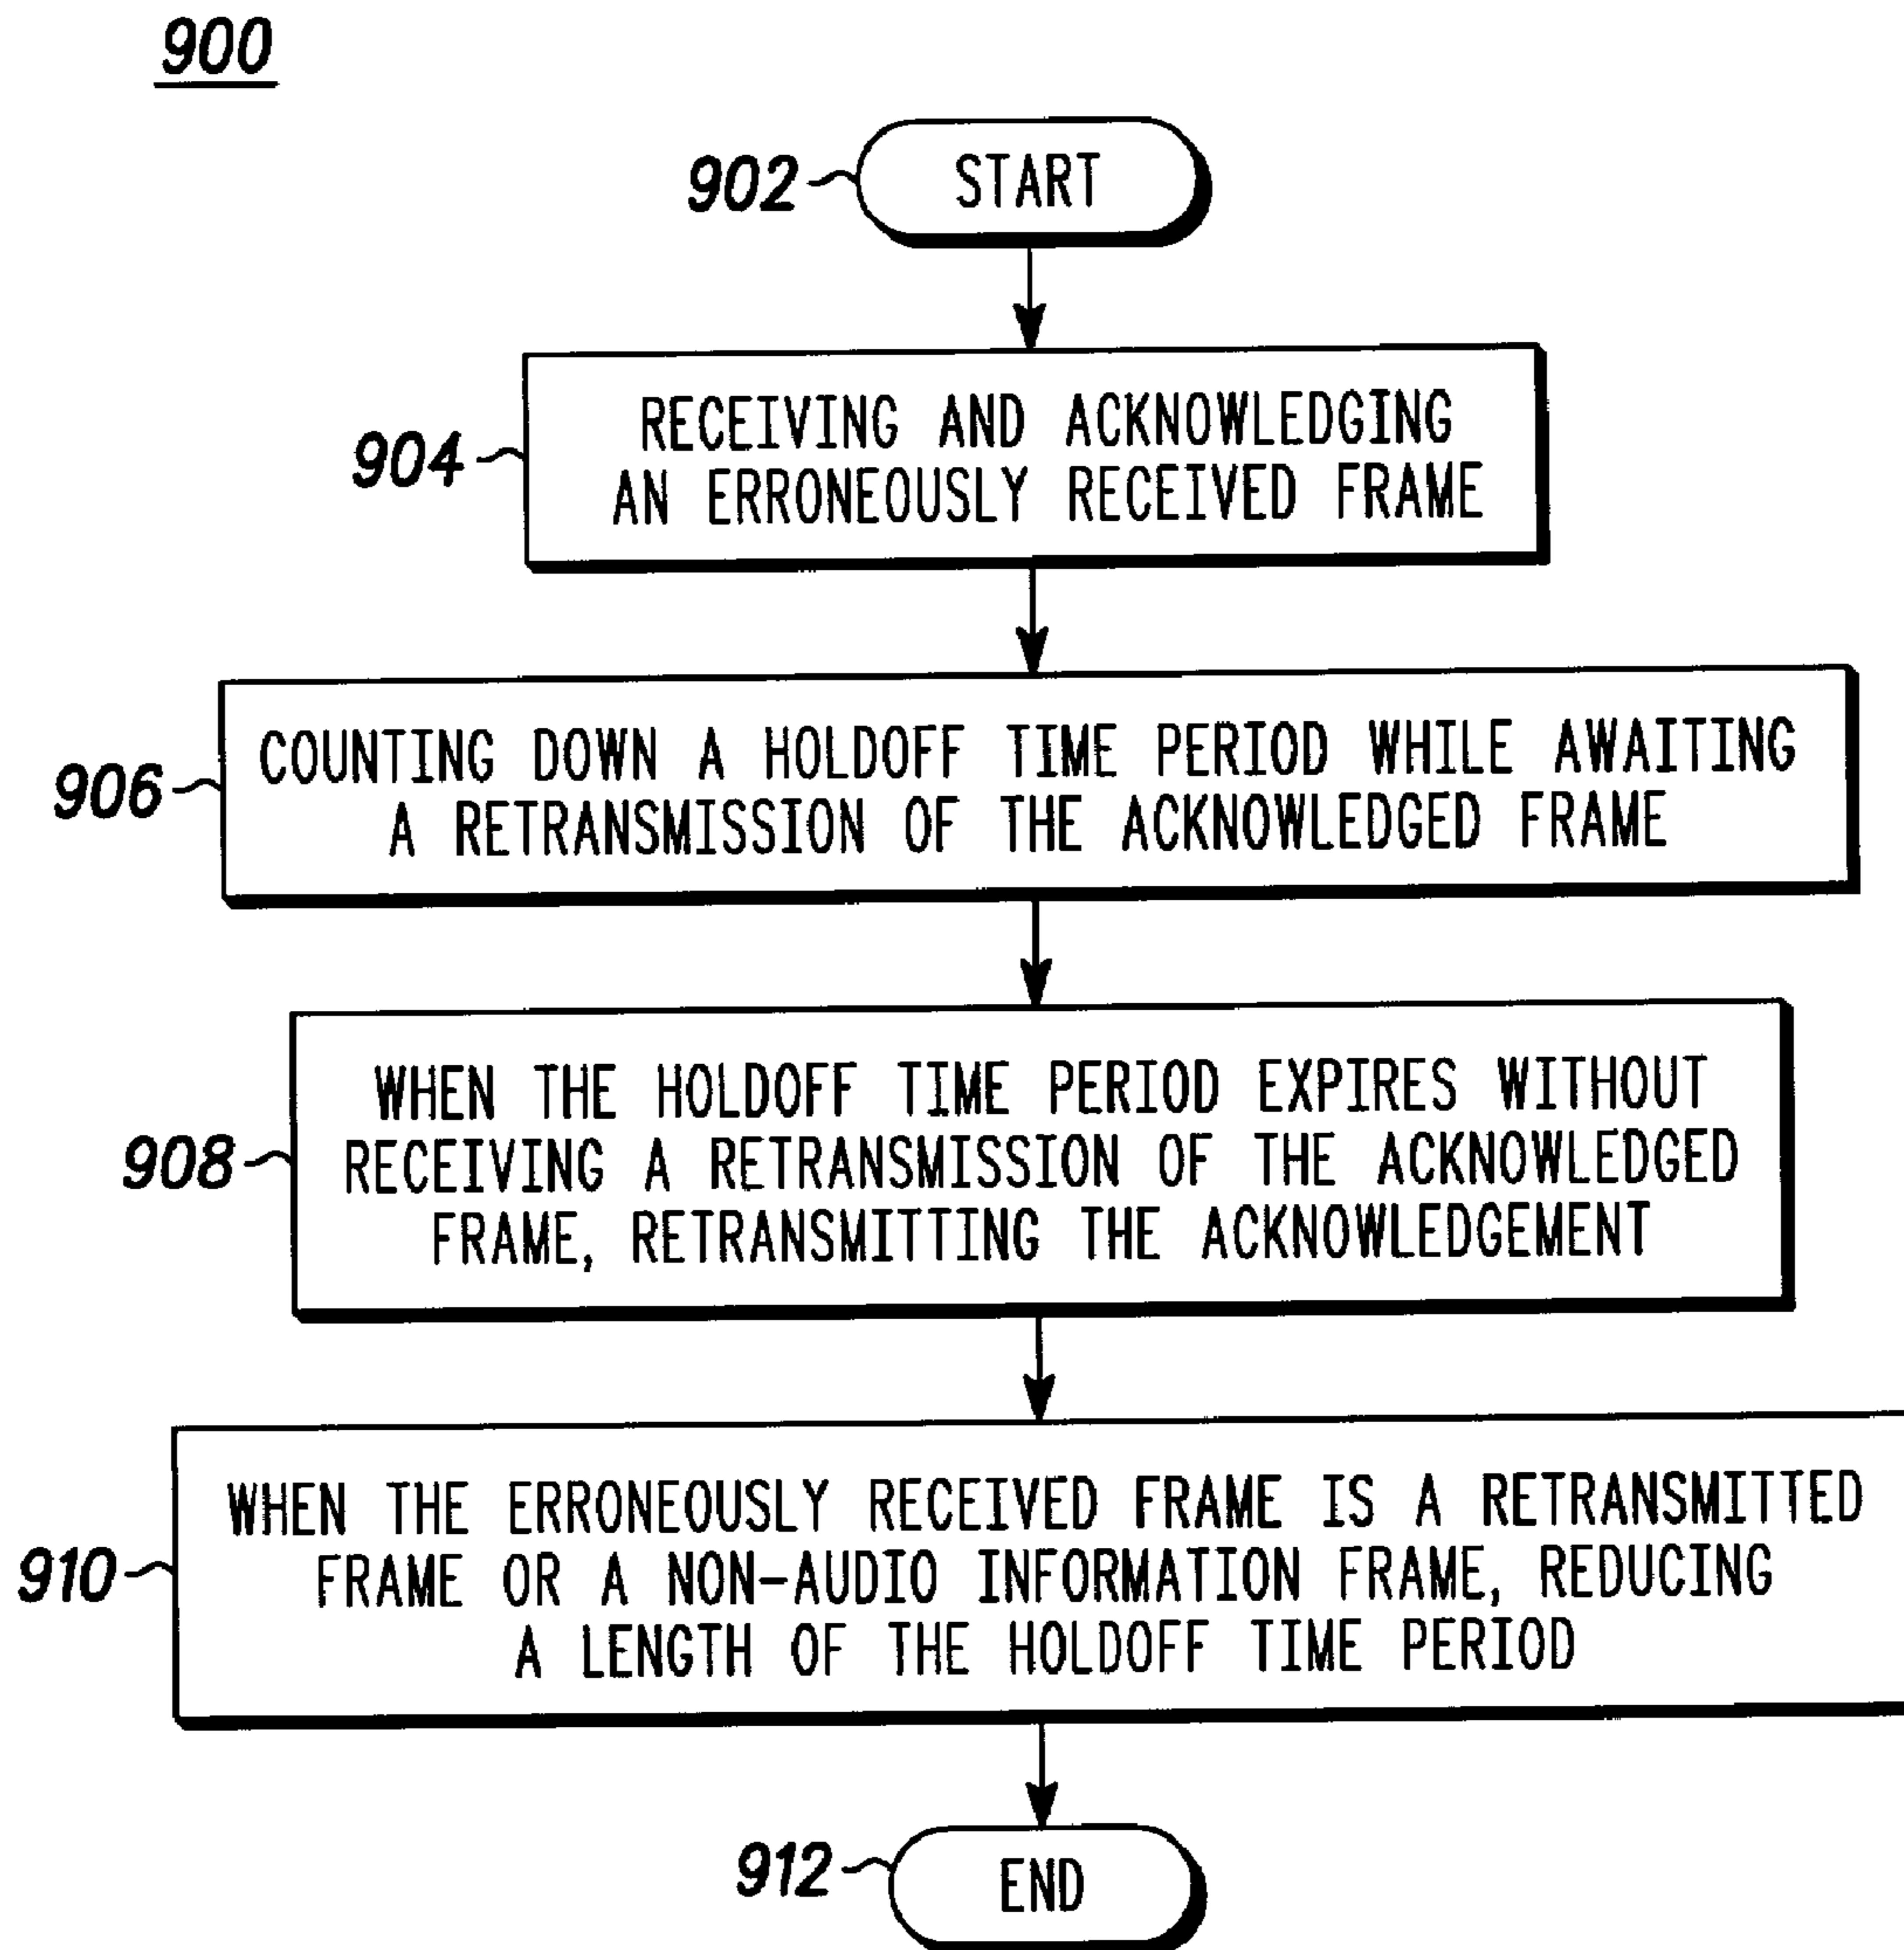 900
902
START
904
RECEIVING AND ACKNOWLEDGING
AN ERRONEOUSLY RECEIVED FRAME
906
COUNTING DOWN A HOLDOFF TIME PERIOD WHILE AWAITING
A RETRANSMISSION OF THE ACKNOWLEDGED FRAME
908
WHEN THE HOLDOFF TIME PERIOD EXPIRES WITHOUT
RECEIVING A RETRANSMISSION OF THE ACKNOWLEDGED
FRAME, RETRANSMITTING THE ACKNOWLEDGEMENT
910
WHEN THE ERRONEOUSLY RECEIVED FRAME IS A RETRANSMITTED
FRAME OR A NON-AUDIO INFORMATION FRAME, REDUCING
A LENGTH OF THE HOLDOFF TIME PERIOD
912
END